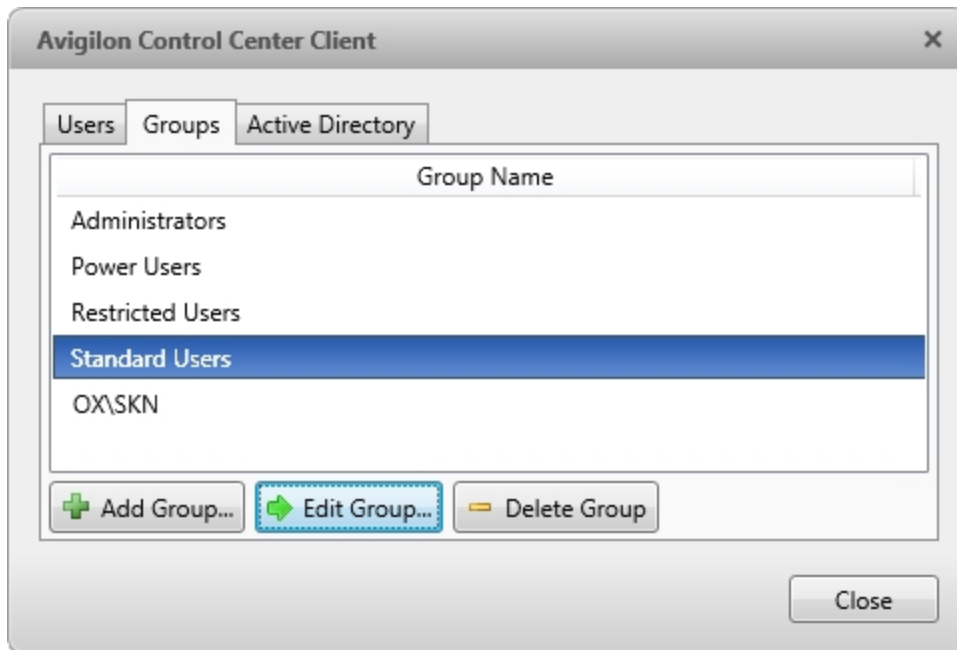 Avigilon Control Center Client
Users Groups Active Directory
Group Name
Administrators
Power Users
Restricted Users
Standard Users
OX\SKN
Add Group... Edit Group... Delete Group
Close